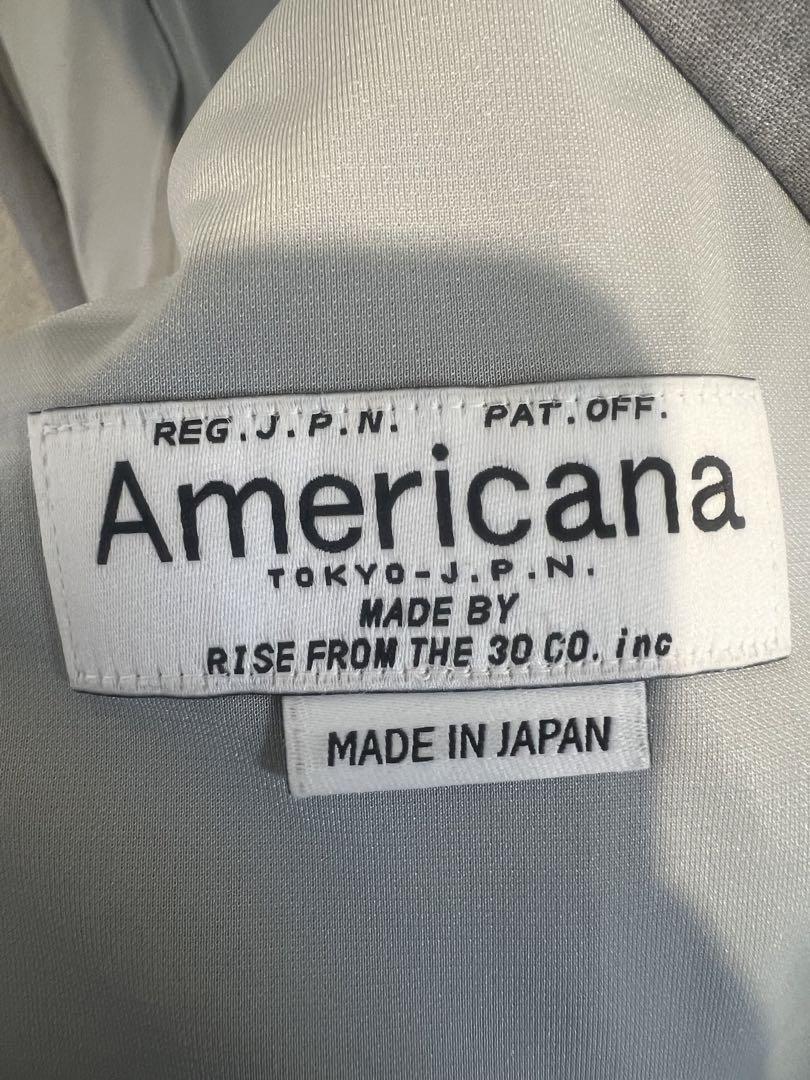 REG.J.P.N. PAT.OFF.
Americana
TOKYO-J.P.N.
MADE BY
RISE FROM THE 30 CO. inc
MADE IN JAPAN